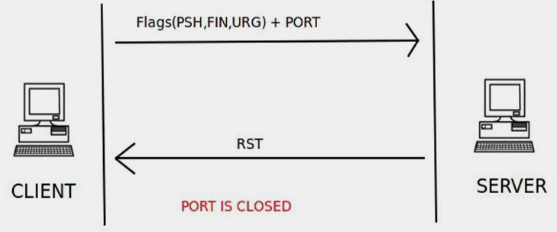 Flags(PSH,FIN,URG) + PORT
RST
CLIENT
SERVER
PORT IS CLOSED